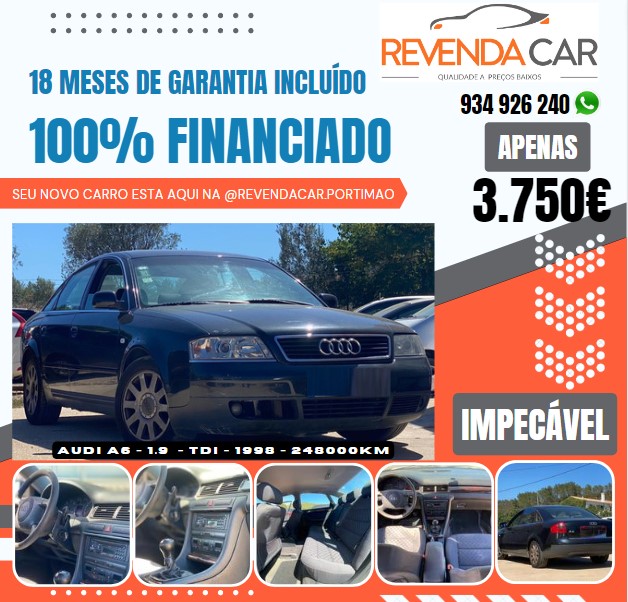 REVENDA CAR
QUALIDADE A PREÇOS BAIXOS
18 MESES DE GARANTIA INCLUÍDO
934 926 240
100% FINANCIADO
APENAS
SEU NOVO CARRO ESTA AQUI NA @REVENDACAR.PORTIMAO
3.750€
IMPECÁVEL
AUDI A6 - 1.9 - TDI - 1998 - 248000KM